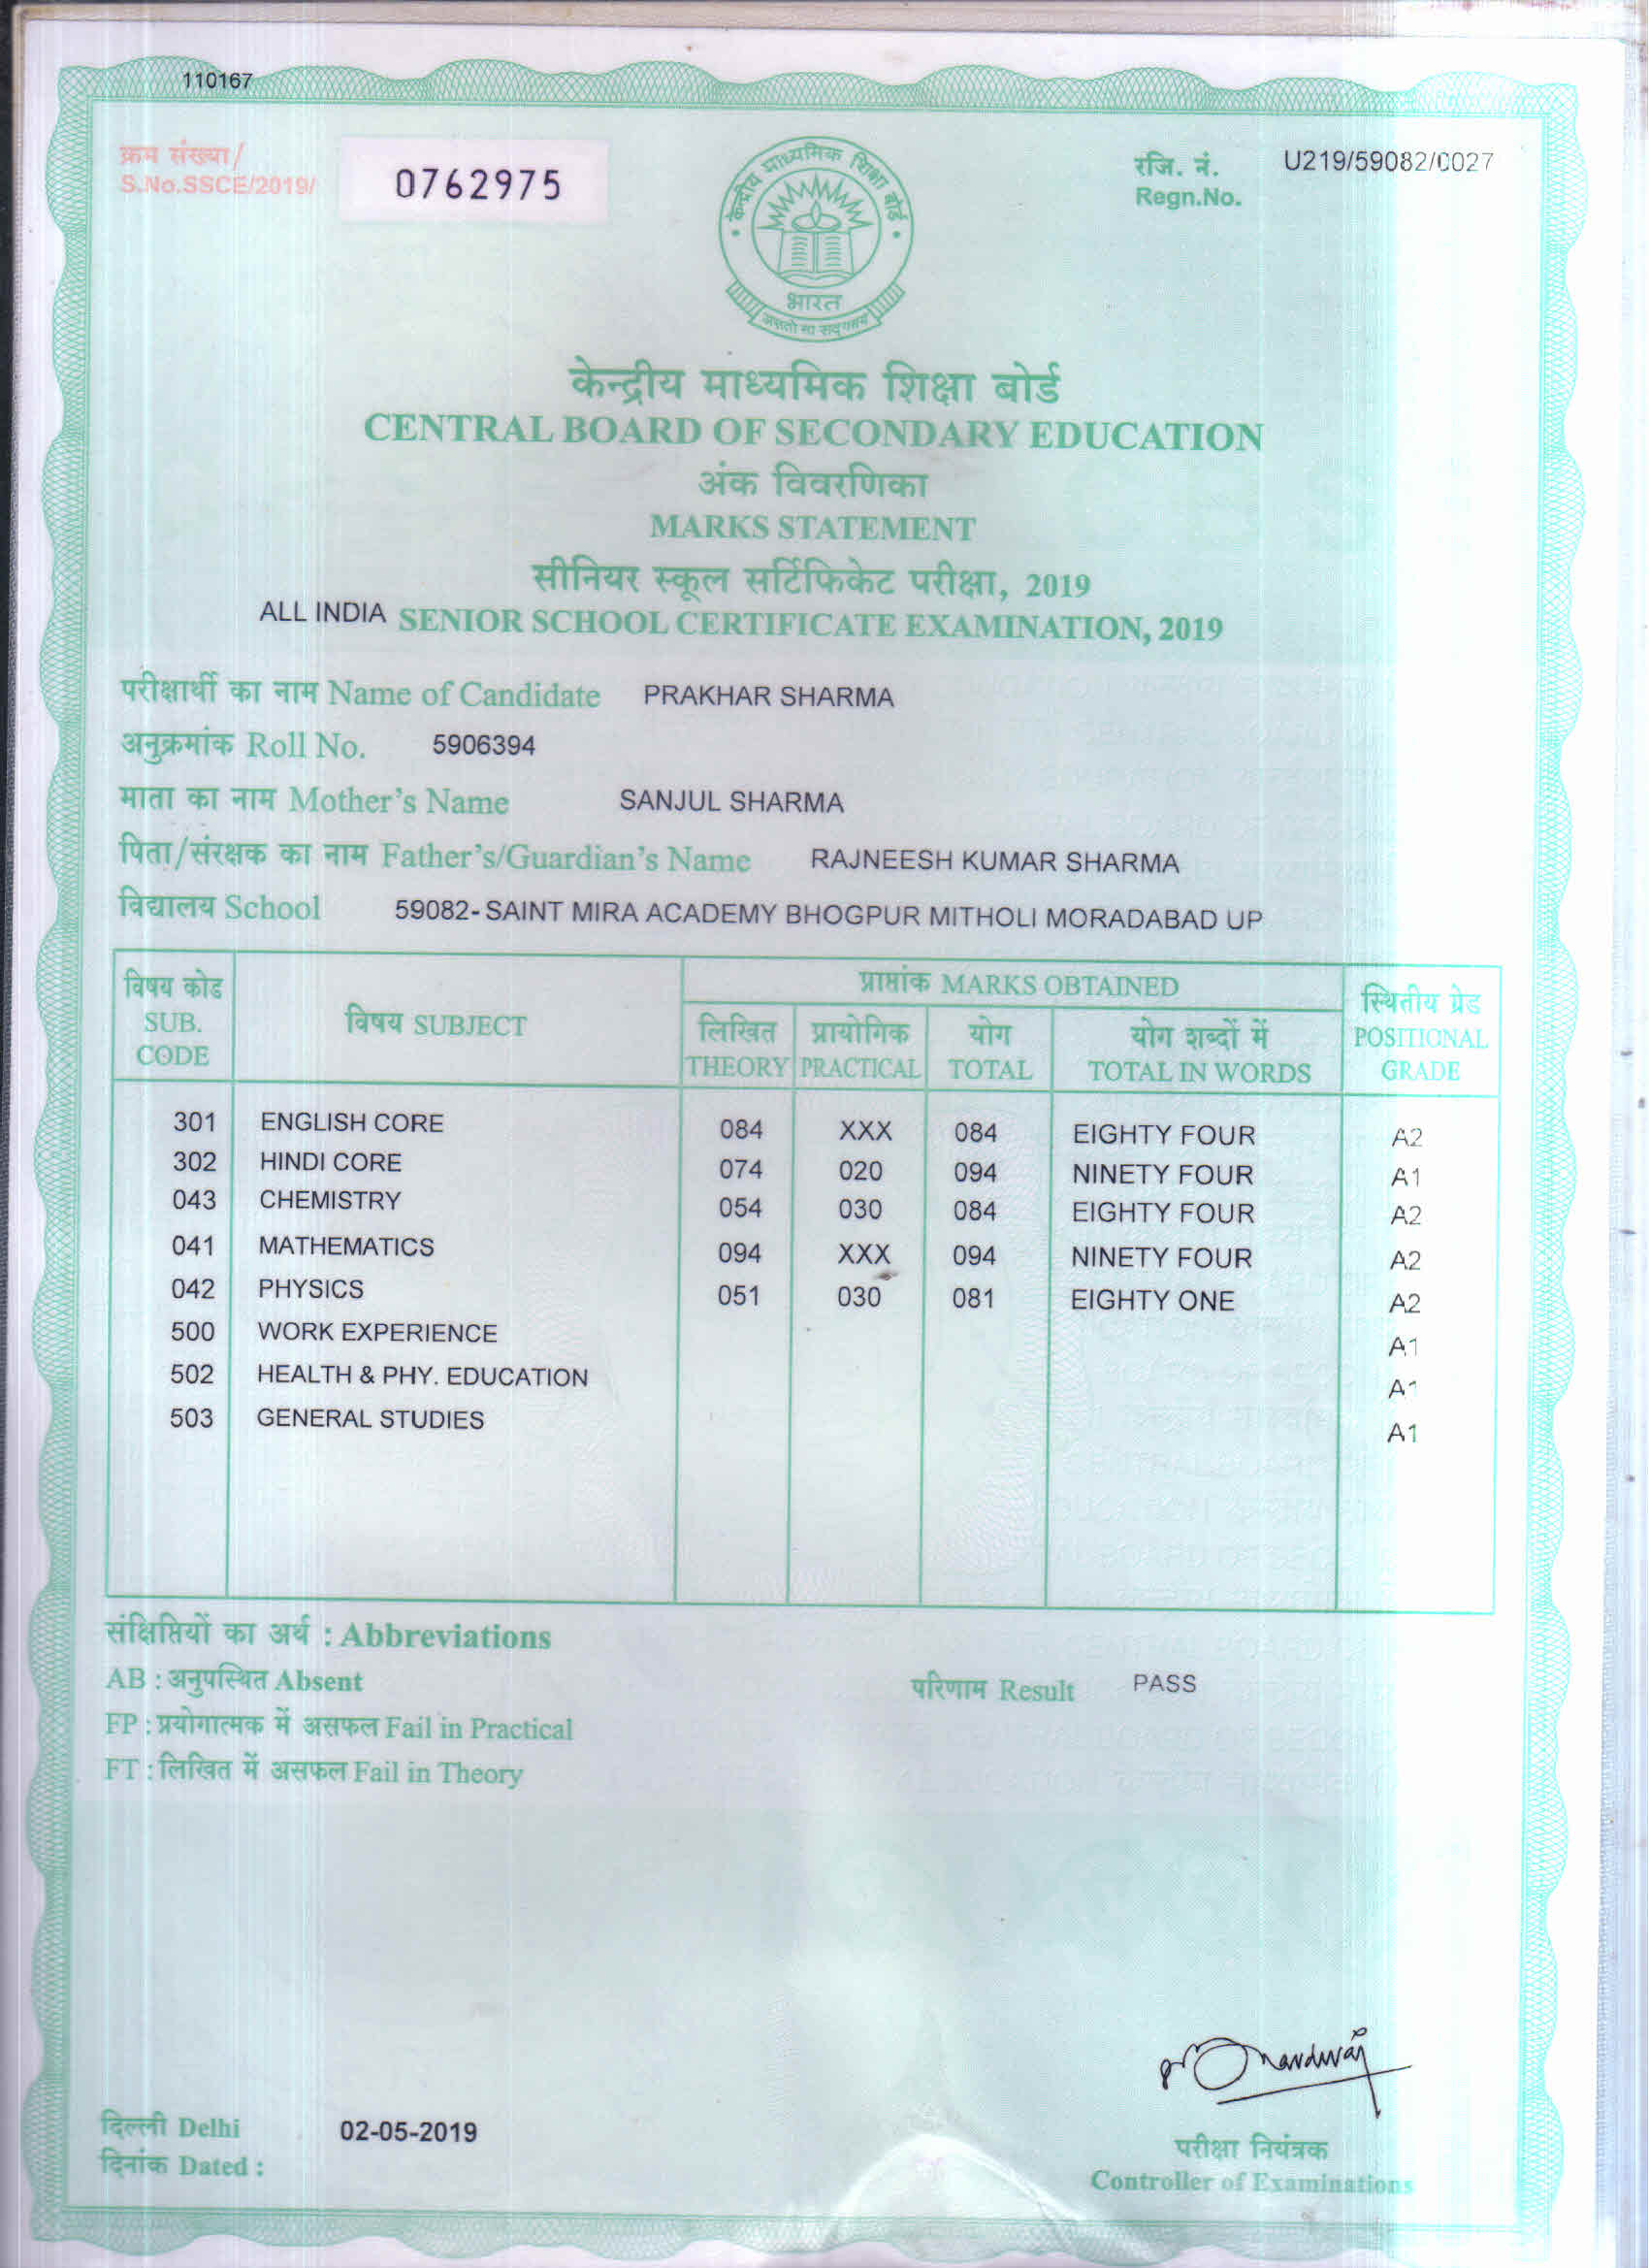 110167
क्रम संख्या/
S.No.SSCE/2019/ 0762975
रजि. नं. U219/59082/0027
Regn.No.
केन्द्रीय माध्यमिक शिक्षा बोर्ड
भारत
असतो मा सद्गमय
केन्द्रीय माध्यमिक शिक्षा बोर्ड
CENTRAL BOARD OF SECONDARY EDUCATION
अंक विवरणिका
MARKS STATEMENT
सीनियर स्कूल सर्टिफिकेट परीक्षा, 2019
ALL INDIA SENIOR SCHOOL CERTIFICATE EXAMINATION, 2019
परीक्षार्थी का नाम Name of Candidate PRAKHAR SHARMA
अनुक्रमांक Roll No. 5906394
माता का नाम Mother's Name SANJUL SHARMA
पिता/संरक्षक का नाम Father's/Guardian's Name RAJNEESH KUMAR SHARMA
विद्यालय School 59082-SAINT MIRA ACADEMY BHOGPUR MITHOLI MORADABAD UP
विषय कोड
SUB.
CODE
विषय SUBJECT
प्राप्तांक MARKS OBTAINED
लिखित
THEORY
प्रायोगिक
PRACTICAL
योग
TOTAL
योग शब्दों में
TOTAL IN WORDS
स्थितीय ग्रेड
POSITIONAL
GRADE
301 ENGLISH CORE 084 XXX 084 EIGHTY FOUR A2
302 HINDI CORE 074 020 094 NINETY FOUR A1
043 CHEMISTRY 054 030 084 EIGHTY FOUR A2
041 MATHEMATICS 094 XXX 094 NINETY FOUR A2
042 PHYSICS 051 030 081 EIGHTY ONE A2
500 WORK EXPERIENCE A1
502 HEALTH & PHY. EDUCATION A1
503 GENERAL STUDIES A1
संक्षिप्तियों का अर्थ : Abbreviations
AB : अनुपस्थित Absent
परिणाम Result PASS
FP : प्रयोगात्मक में असफल Fail in Practical
FT : लिखित में असफल Fail in Theory
दिल्ली Delhi
दिनांक Dated : 02-05-2019
परीक्षा नियंत्रक
Controller of Examinations